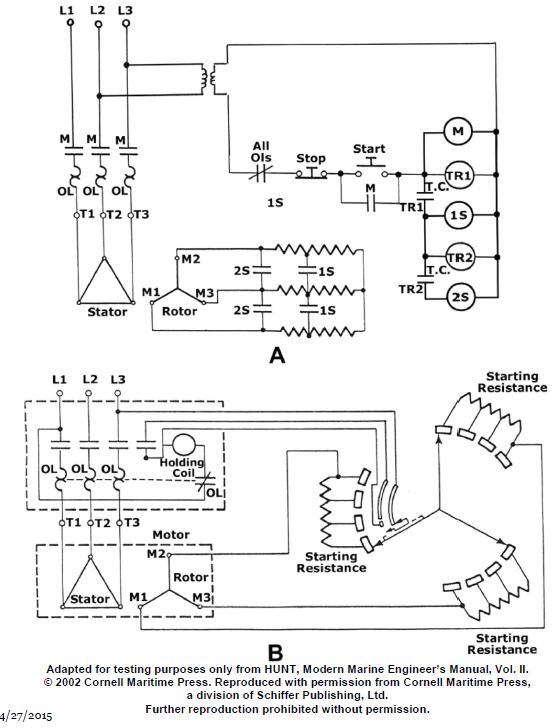 L1 L2 L3
M M M
OL OL OL
T1 T2 T3
Stator
All
Ols
Stop
Start
1S
M
M
TR1
T.C.
TR1
1S
TR2
T.C.
TR2
2S
M2
M1
M3
Rotor
2S
1S
2S
1S
A
L1 L2 L3
OL OL OL
Holding
Coil
OL
T1 T2 T3
Motor
M2
Rotor
Stator
M1
M3
Starting
Resistance
Starting
Resistance
Starting
Resistance
B
Adapted for testing purposes only from HUNT, Modern Marine Engineer's Manual, Vol. II.
© 2002 Cornell Maritime Press. Reproduced with permission from Cornell Maritime Press,
a division of Schiffer Publishing, Ltd.
Further reproduction prohibited without permission.
4/27/2015